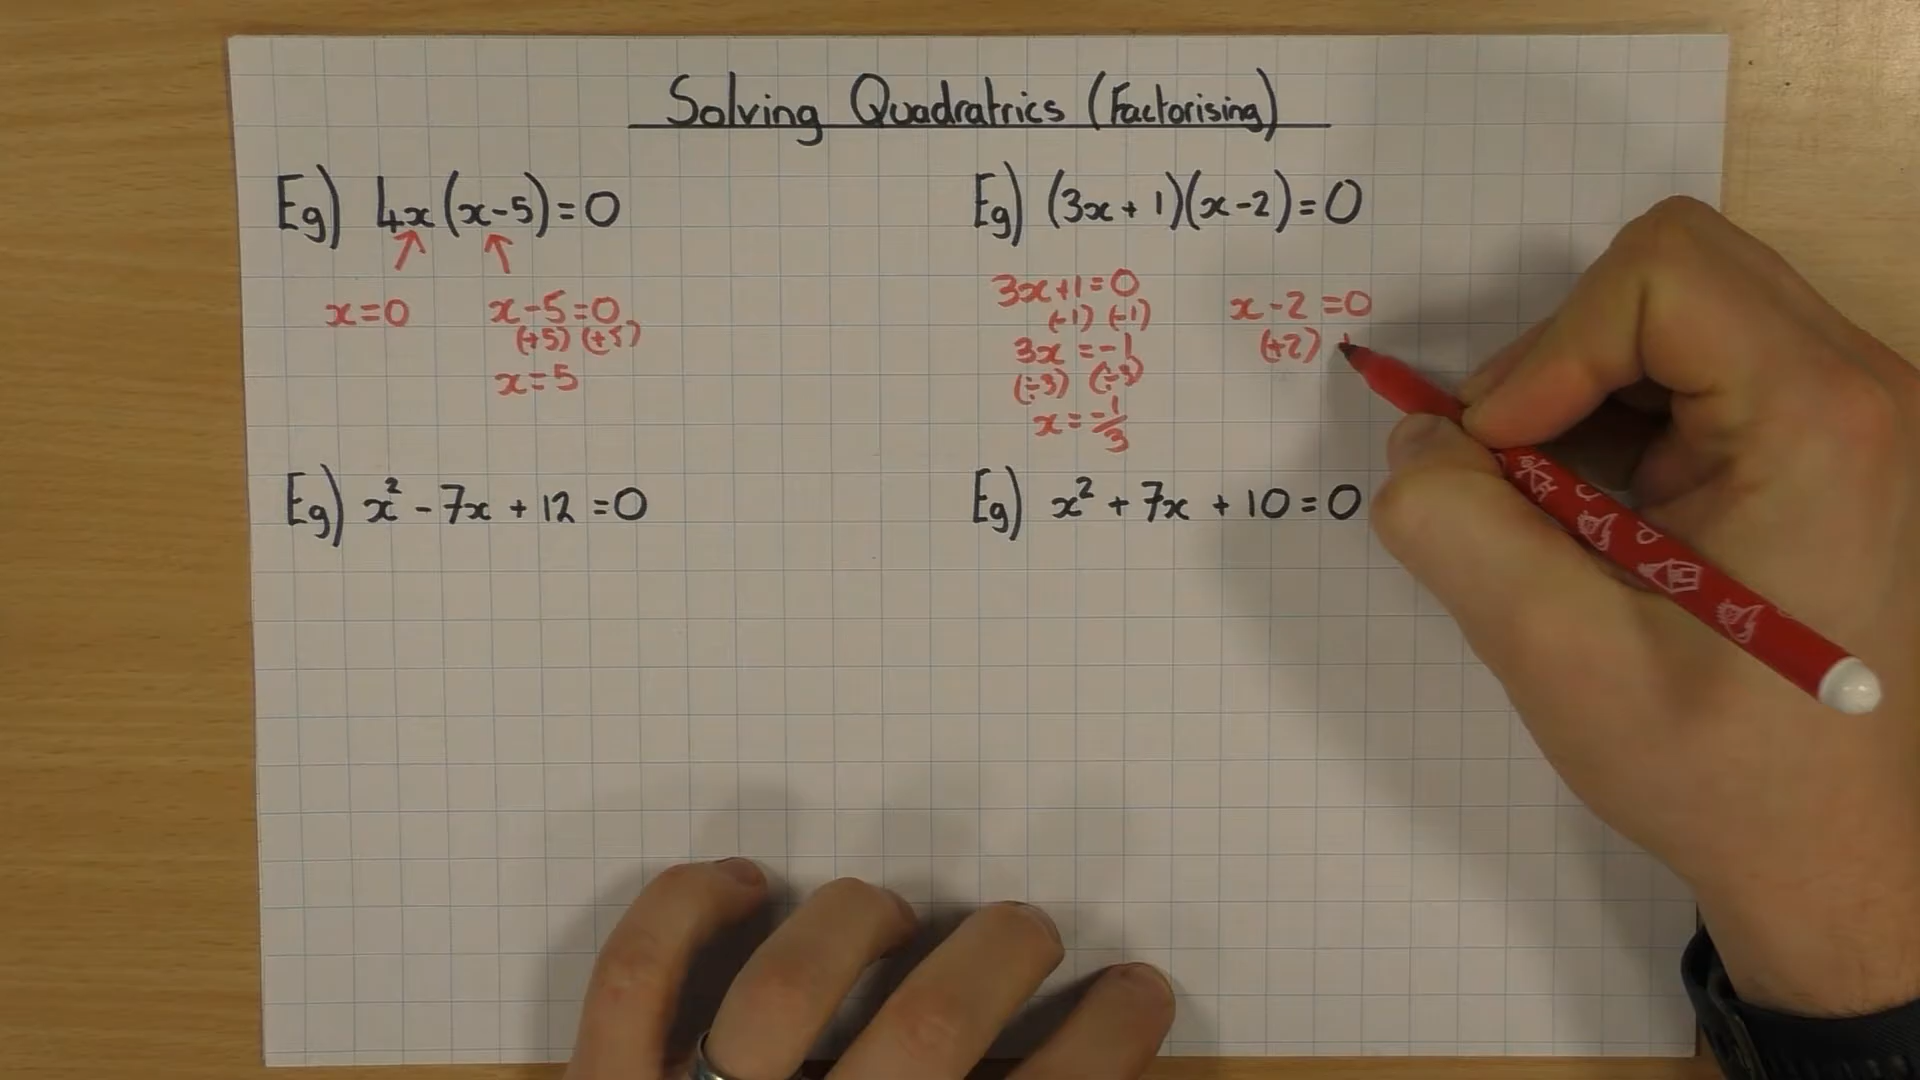 Solving Quadratrics (Factorising)
Eg) 4x(x-5)=0
x=0
x-5=0
(+5) (+5)
x=5
Eg) (3x+1)(x-2)=0
3x+1=0
(-1) (-1)
3x=-1
(÷3) (÷3)
x=-1/3
x-2=0
(+2)
Eg) x²-7x+12=0
Eg) x²+7x+10=0